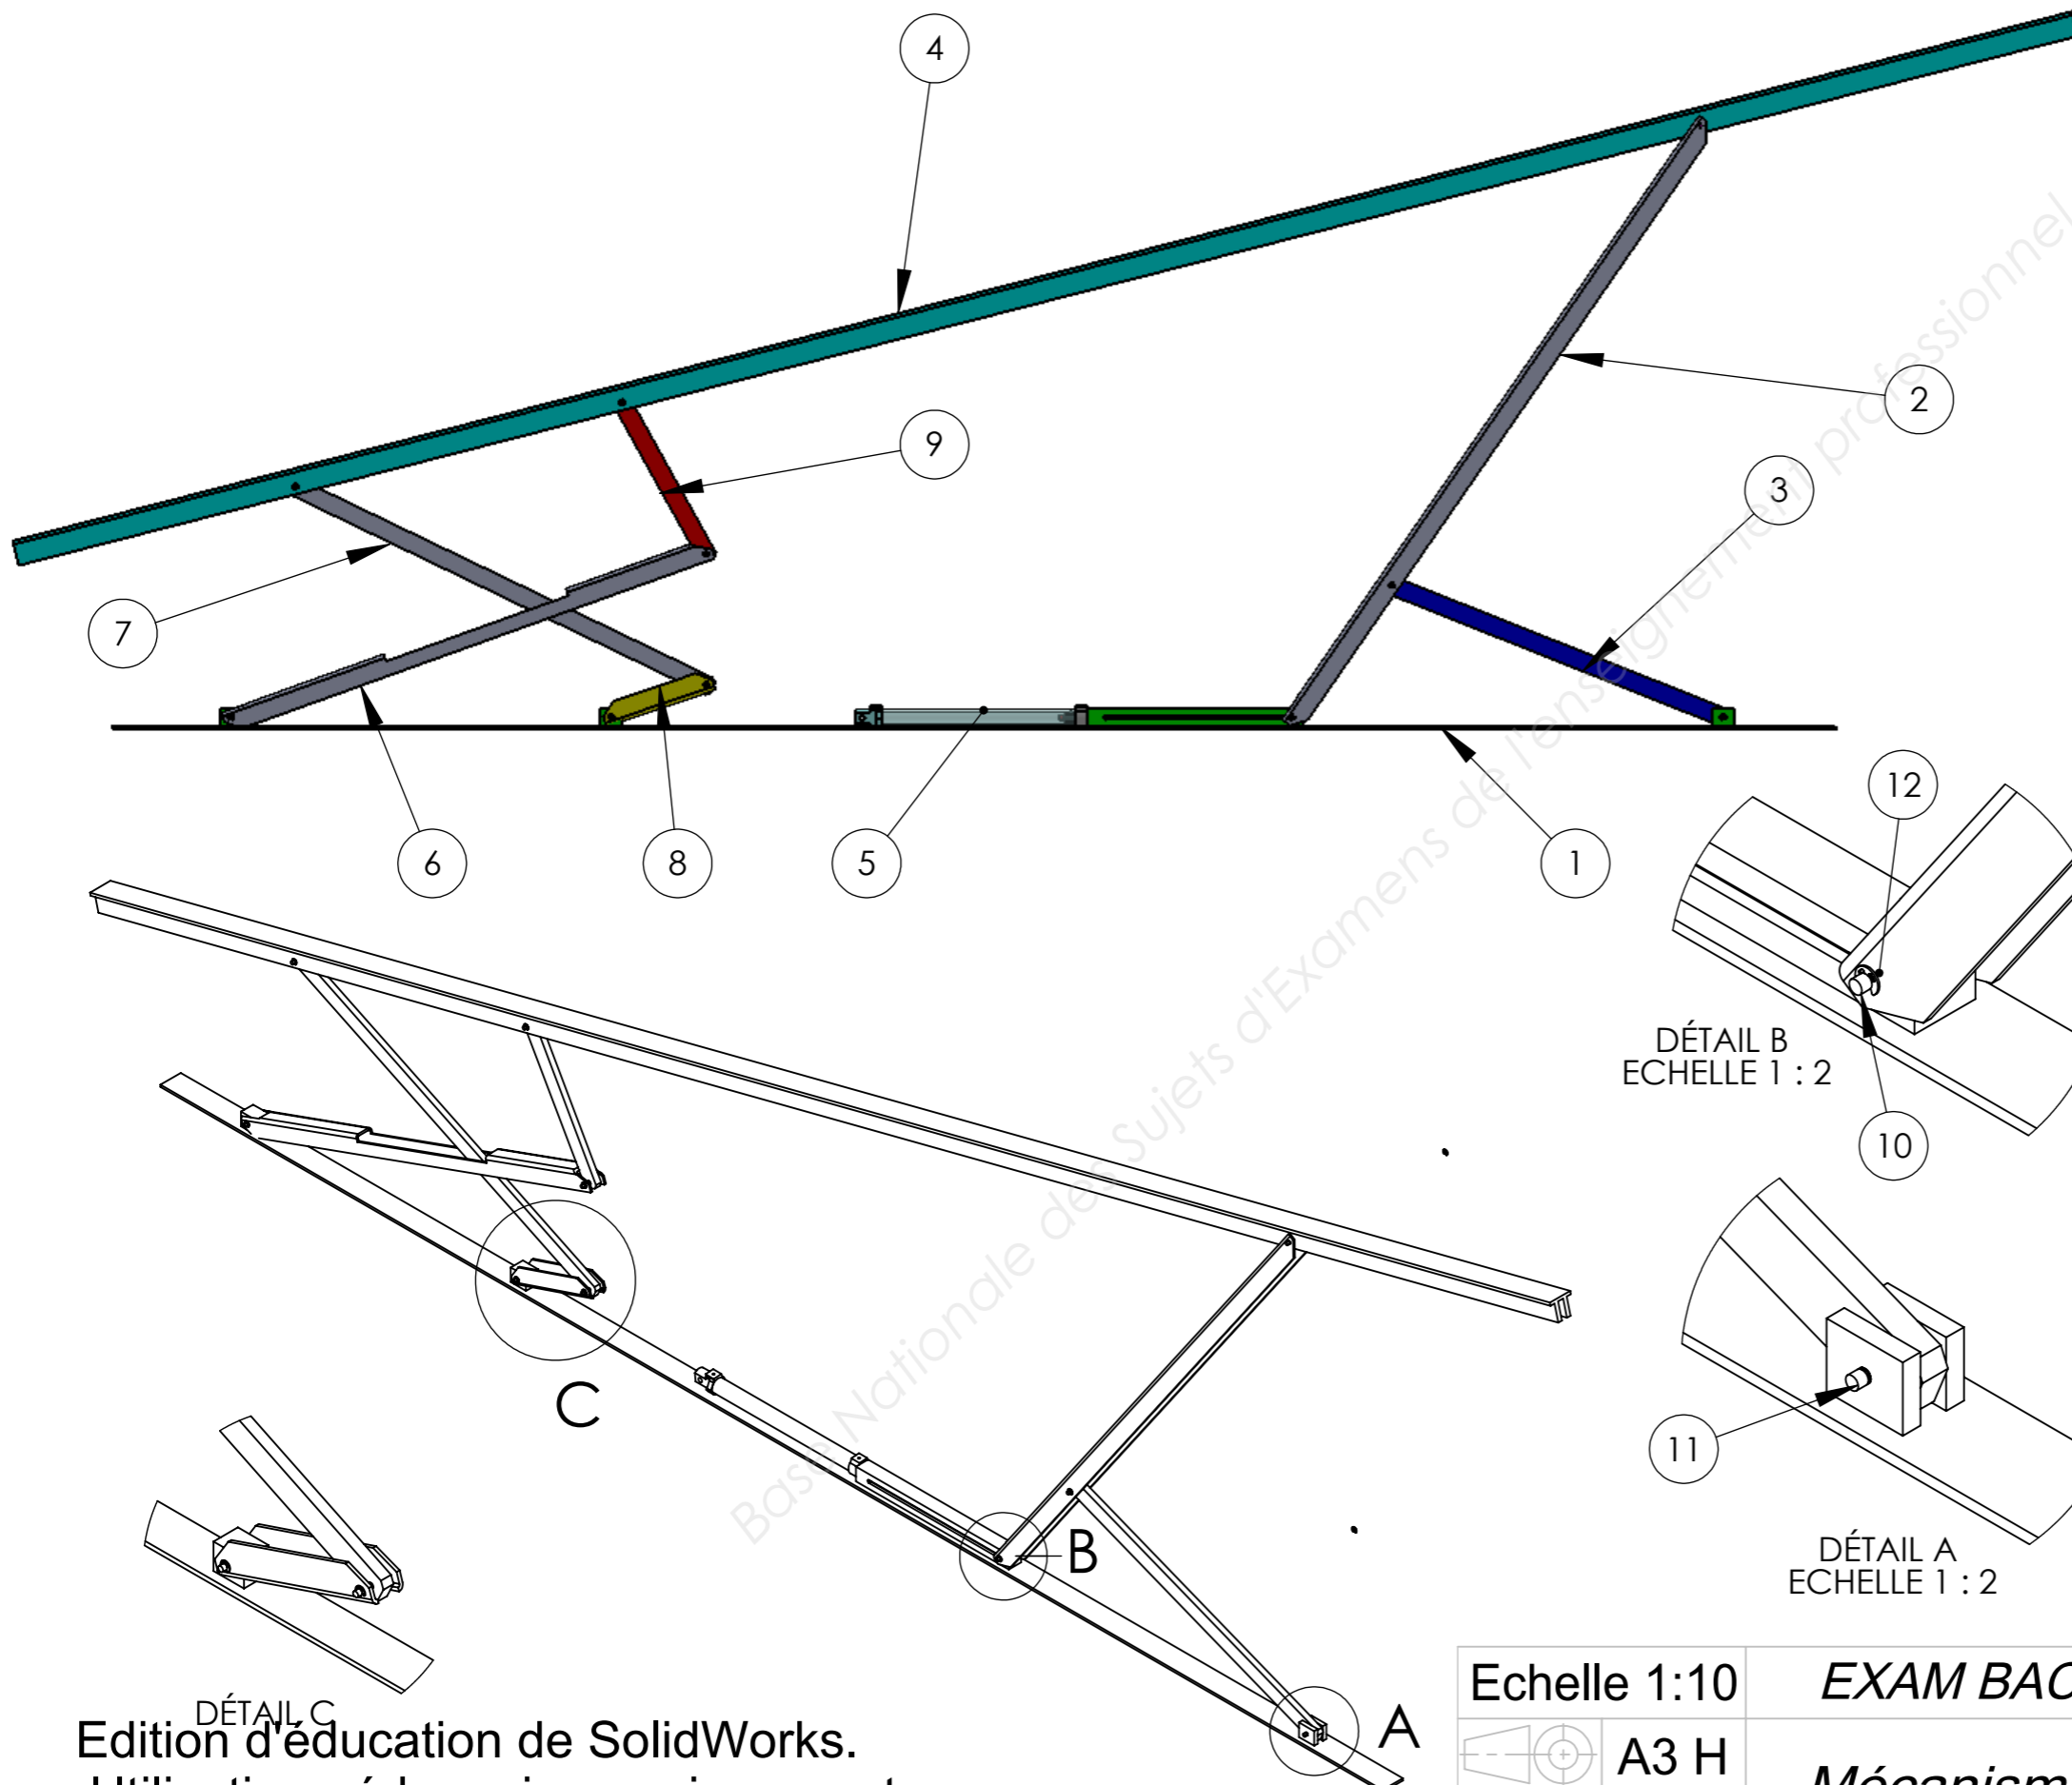 4
2
9
3
7
12
6
8
5
1
DÉTAIL B
ECHELLE 1 : 2
10
C
11
B
DÉTAIL A
ECHELLE 1 : 2
A
DÉTAIL C
Edition d'éducation de SolidWorks.
Echelle 1:10
EXAM BAC
A3 H
Base Nationale des Sujets d'Examens de l'enseignement professionnel